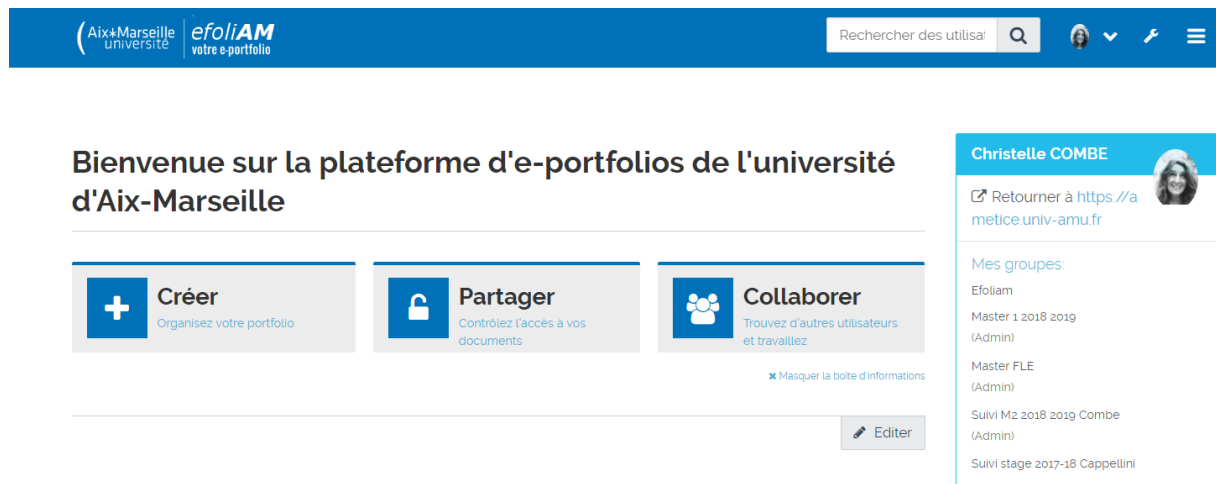 Aix*Marseille
université
efoliAM
votre e-portfolio
Rechercher des utilisat
Bienvenue sur la plateforme d'e-portfolios de l'université
d'Aix-Marseille
Créer
Organisez votre portfolio
Partager
Contrôlez l'accès à vos
documents
Collaborer
Trouvez d'autres utilisateurs
et travaillez
Masquer la boîte d'informations
Editer
Christelle COMBE
Retourner à https://a
metice.univ-amu.fr
Mes groupes:
Efoliam
Master 1 2018 2019
(Admin)
Master FLE
(Admin)
Suivi M2 2018 2019 Combe
(Admin)
Suivi stage 2017-18 Cappellini